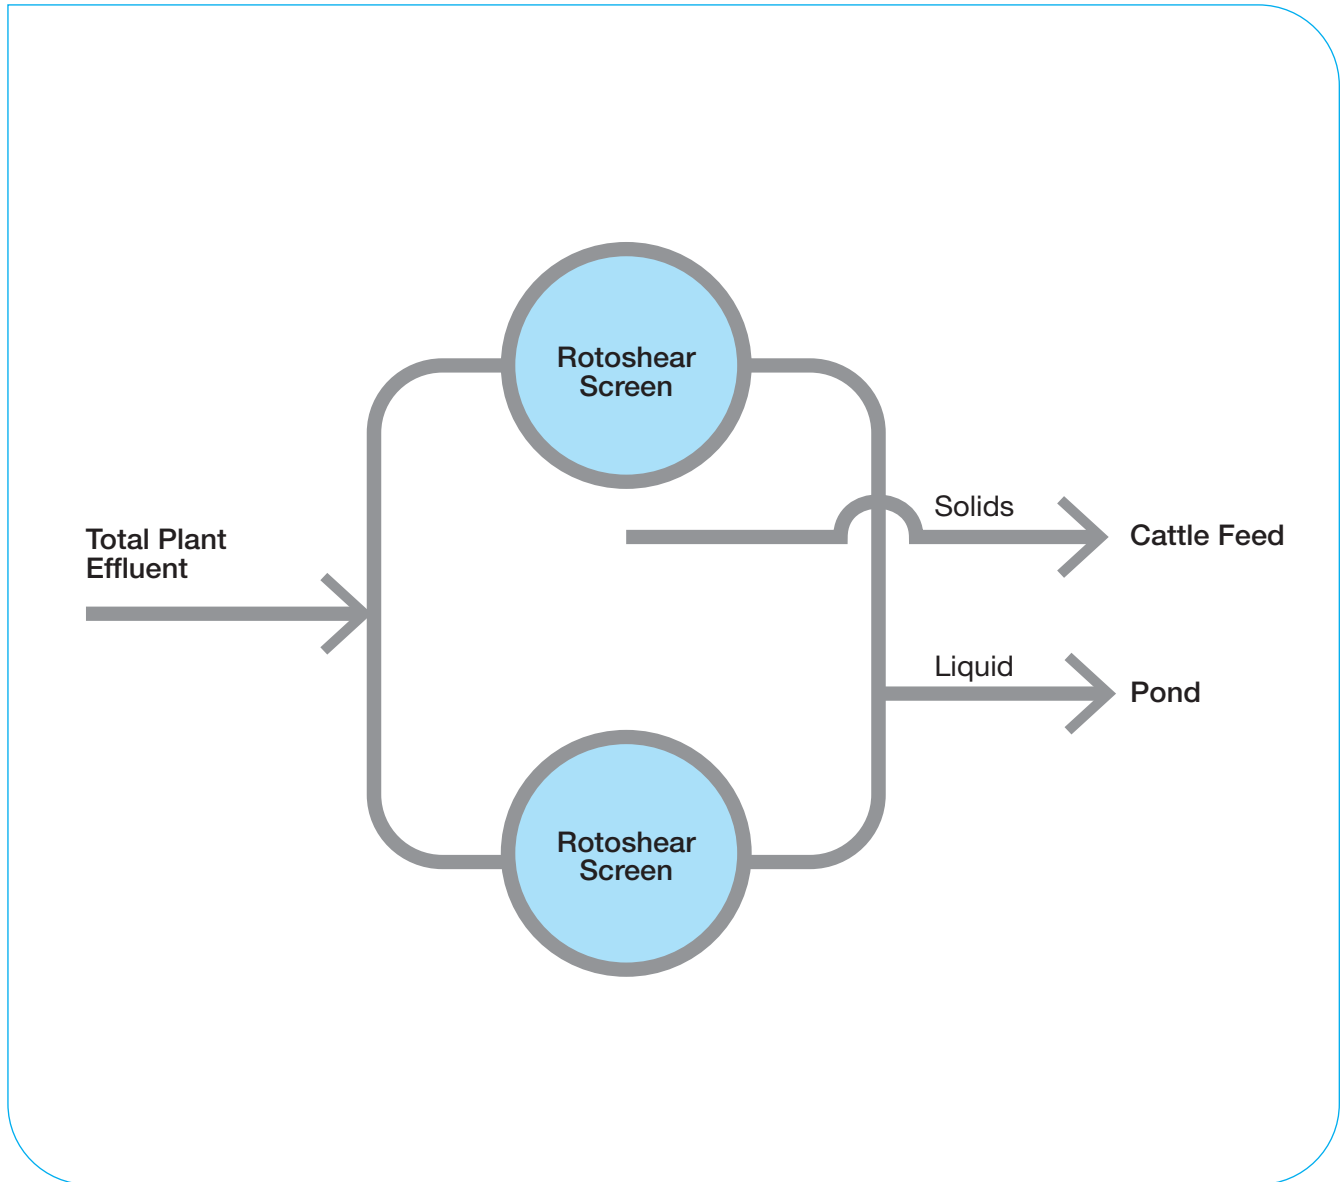 Rotoshear
Screen
Solids
Cattle Feed
Total Plant
Effluent
Liquid
Pond
Rotoshear
Screen